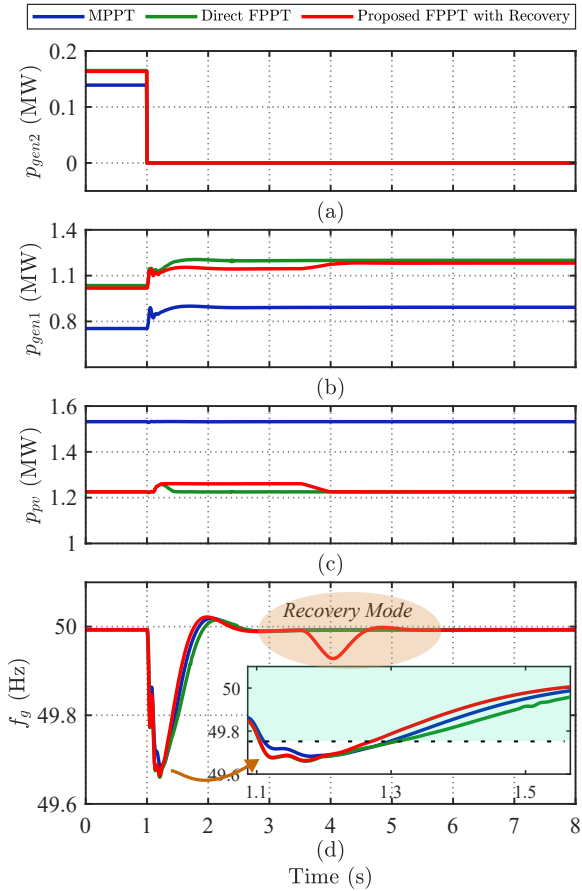 MPPT Direct FPPT Proposed FPPT with Recovery
0.2
0.1
0
p_gen2 (MW)
(a)
1.4
1.1
0.8
p_gen1 (MW)
(b)
1.6
1.4
1.2
1
p_pv (MW)
(c)
50
49.8
49.6
f_g (Hz)
Recovery Mode
50
49.8
49.6
1.1 1.3 1.5
0 1 2 3 4 5 6 7 8
(d)
Time (s)